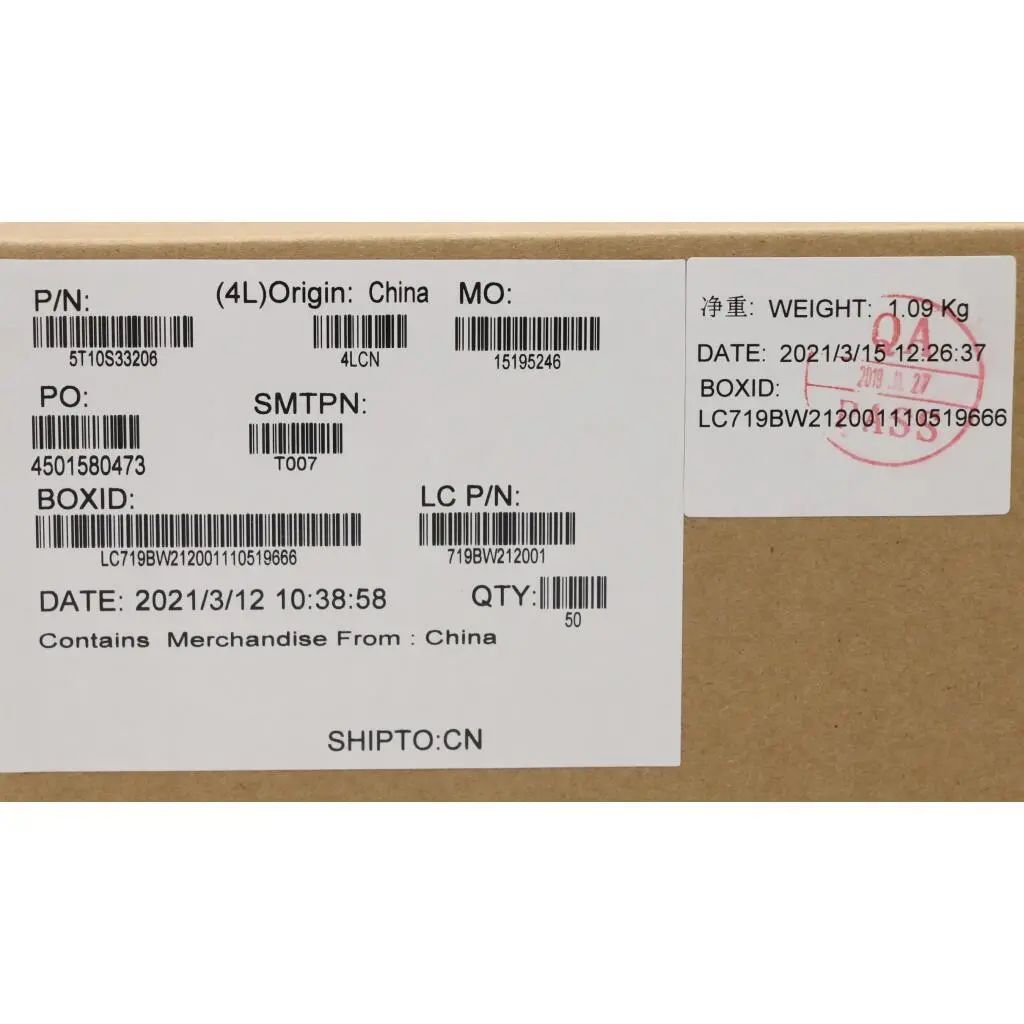 P/N:
5T10S33206
(4L)Origin: China
4LCN
MO:
15195246
PO:
4501580473
SMTPN:
T007
BOXID:
LC719BW212001110519666
LC P/N:
719BW212001
DATE: 2021/3/12 10:38:58
QTY:
50
Contains Merchandise From : China
SHIPTO:CN
净重: WEIGHT: 1.09 Kg
DATE: 2021/3/15 12:26:37
BOXID:
LC719BW212001110519666
QA
27
PASS